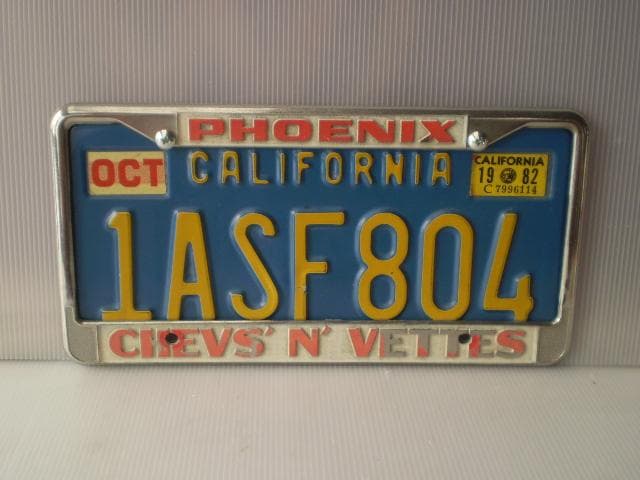 PHOENIX
OCT
CALIFORNIA
CALIFORNIA
19 82
C 7996114
1ASF804
CHEVS' N' VETTES